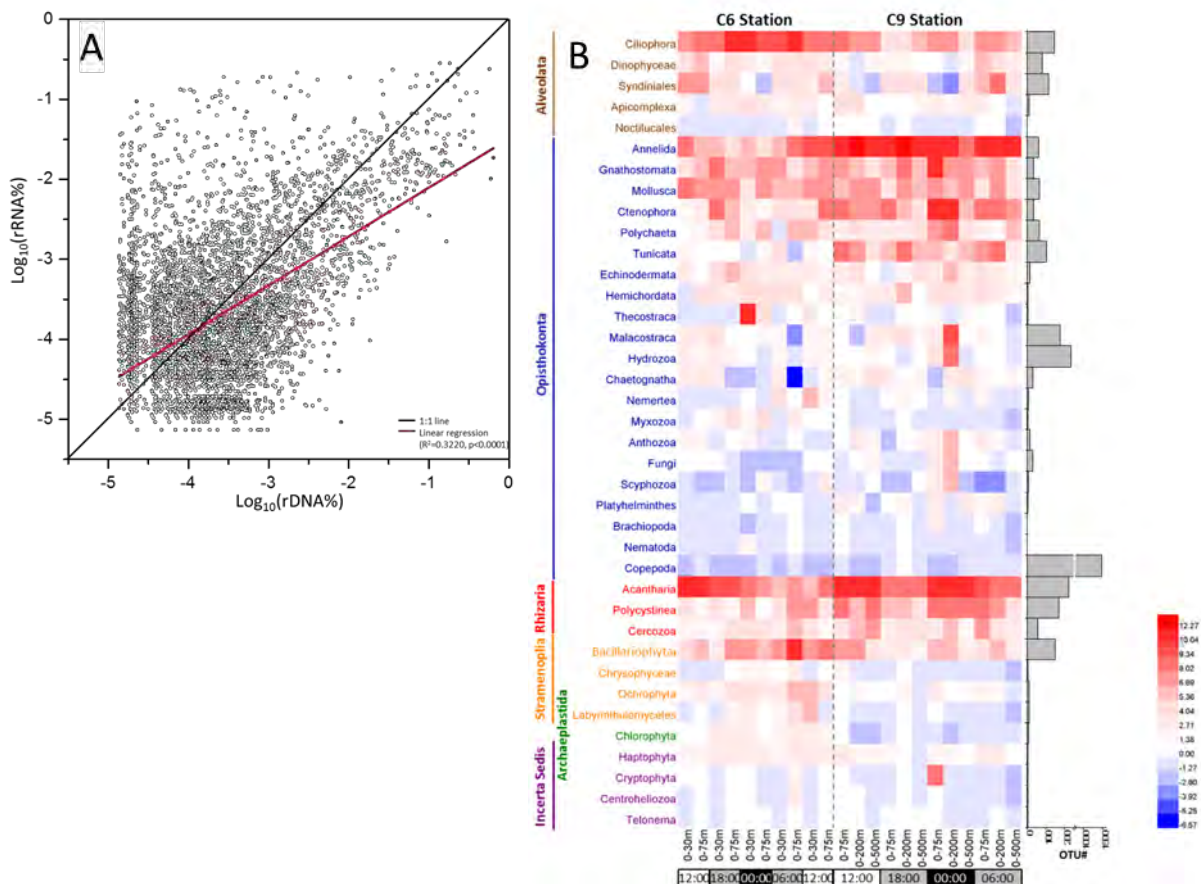 A
0
-1
-2
-3
-4
-5
Log10(rRNA%)
1:1 line
Linear regression
(R²=0.3220, p<0.0001)
-5
-4
-3
-2
-1
0
Log10(rDNA%)
B
C6 Station
C9 Station
Alveolata
Ciliophora
Dinophyceae
Syndiniales
Apicomplexa
Noctilucales
Opisthokonta
Annelida
Gnathostomata
Mollusca
Ctenophora
Polychaeta
Tunicata
Echinodermata
Hemichordata
Thecostraca
Malacostraca
Hydrozoa
Chaetognatha
Nemertea
Myxozoa
Anthozoa
Fungi
Scyphozoa
Platyhelminthes
Brachiopoda
Nematoda
Copepoda
Rhizaria
Acantharia
Polycystinea
Cercozoa
Stramenoplia
Bacillariophyta
Chrysophyceae
Ochrophyta
Labyrinthulomyceles
Archaeplastida
Chlorophyta
Incerta Sedis
Haptophyta
Cryptophyta
Centroheliozoa
Telonema
0-30m
0-75m
0-30m
0-75m
0-30m
0-75m
0-30m
0-75m
0-30m
0-75m
0-75m
0-200m
0-500m
0-75m
0-200m
0-500m
0-75m
0-200m
0-500m
0-75m
0-200m
0-500m
12:00 18:00 00:00 06:00 12:00 12:00 18:00 00:00 06:00
0
100
OTU#
12.27
10.04
9.34
8.02
6.69
5.36
4.04
2.71
1.38
0.00
-1.27
-2.60
-3.92
-5.25
-6.57